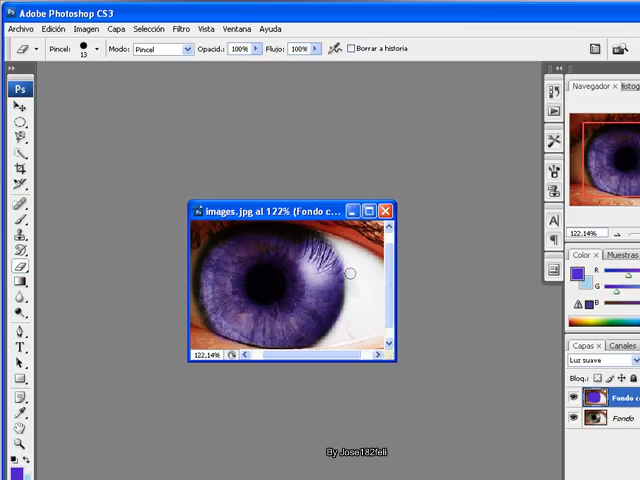 Adobe Photoshop CS3
Archivo Edición Imagen Capa Selección Filtro Vista Ventana Ayuda
Pincel: 13 Modo: Pincel Opacid.: 100% Flujo: 100% Borrar a historia
Ps
Navegador Histog
images.jpg al 122% (Fondo c...
122,14%
122,14%
Color Muestras
R
G
B
Capas Canales
Luz suave
Bloq.:
Fondo c
Fondo
T
A
By Jose182feli